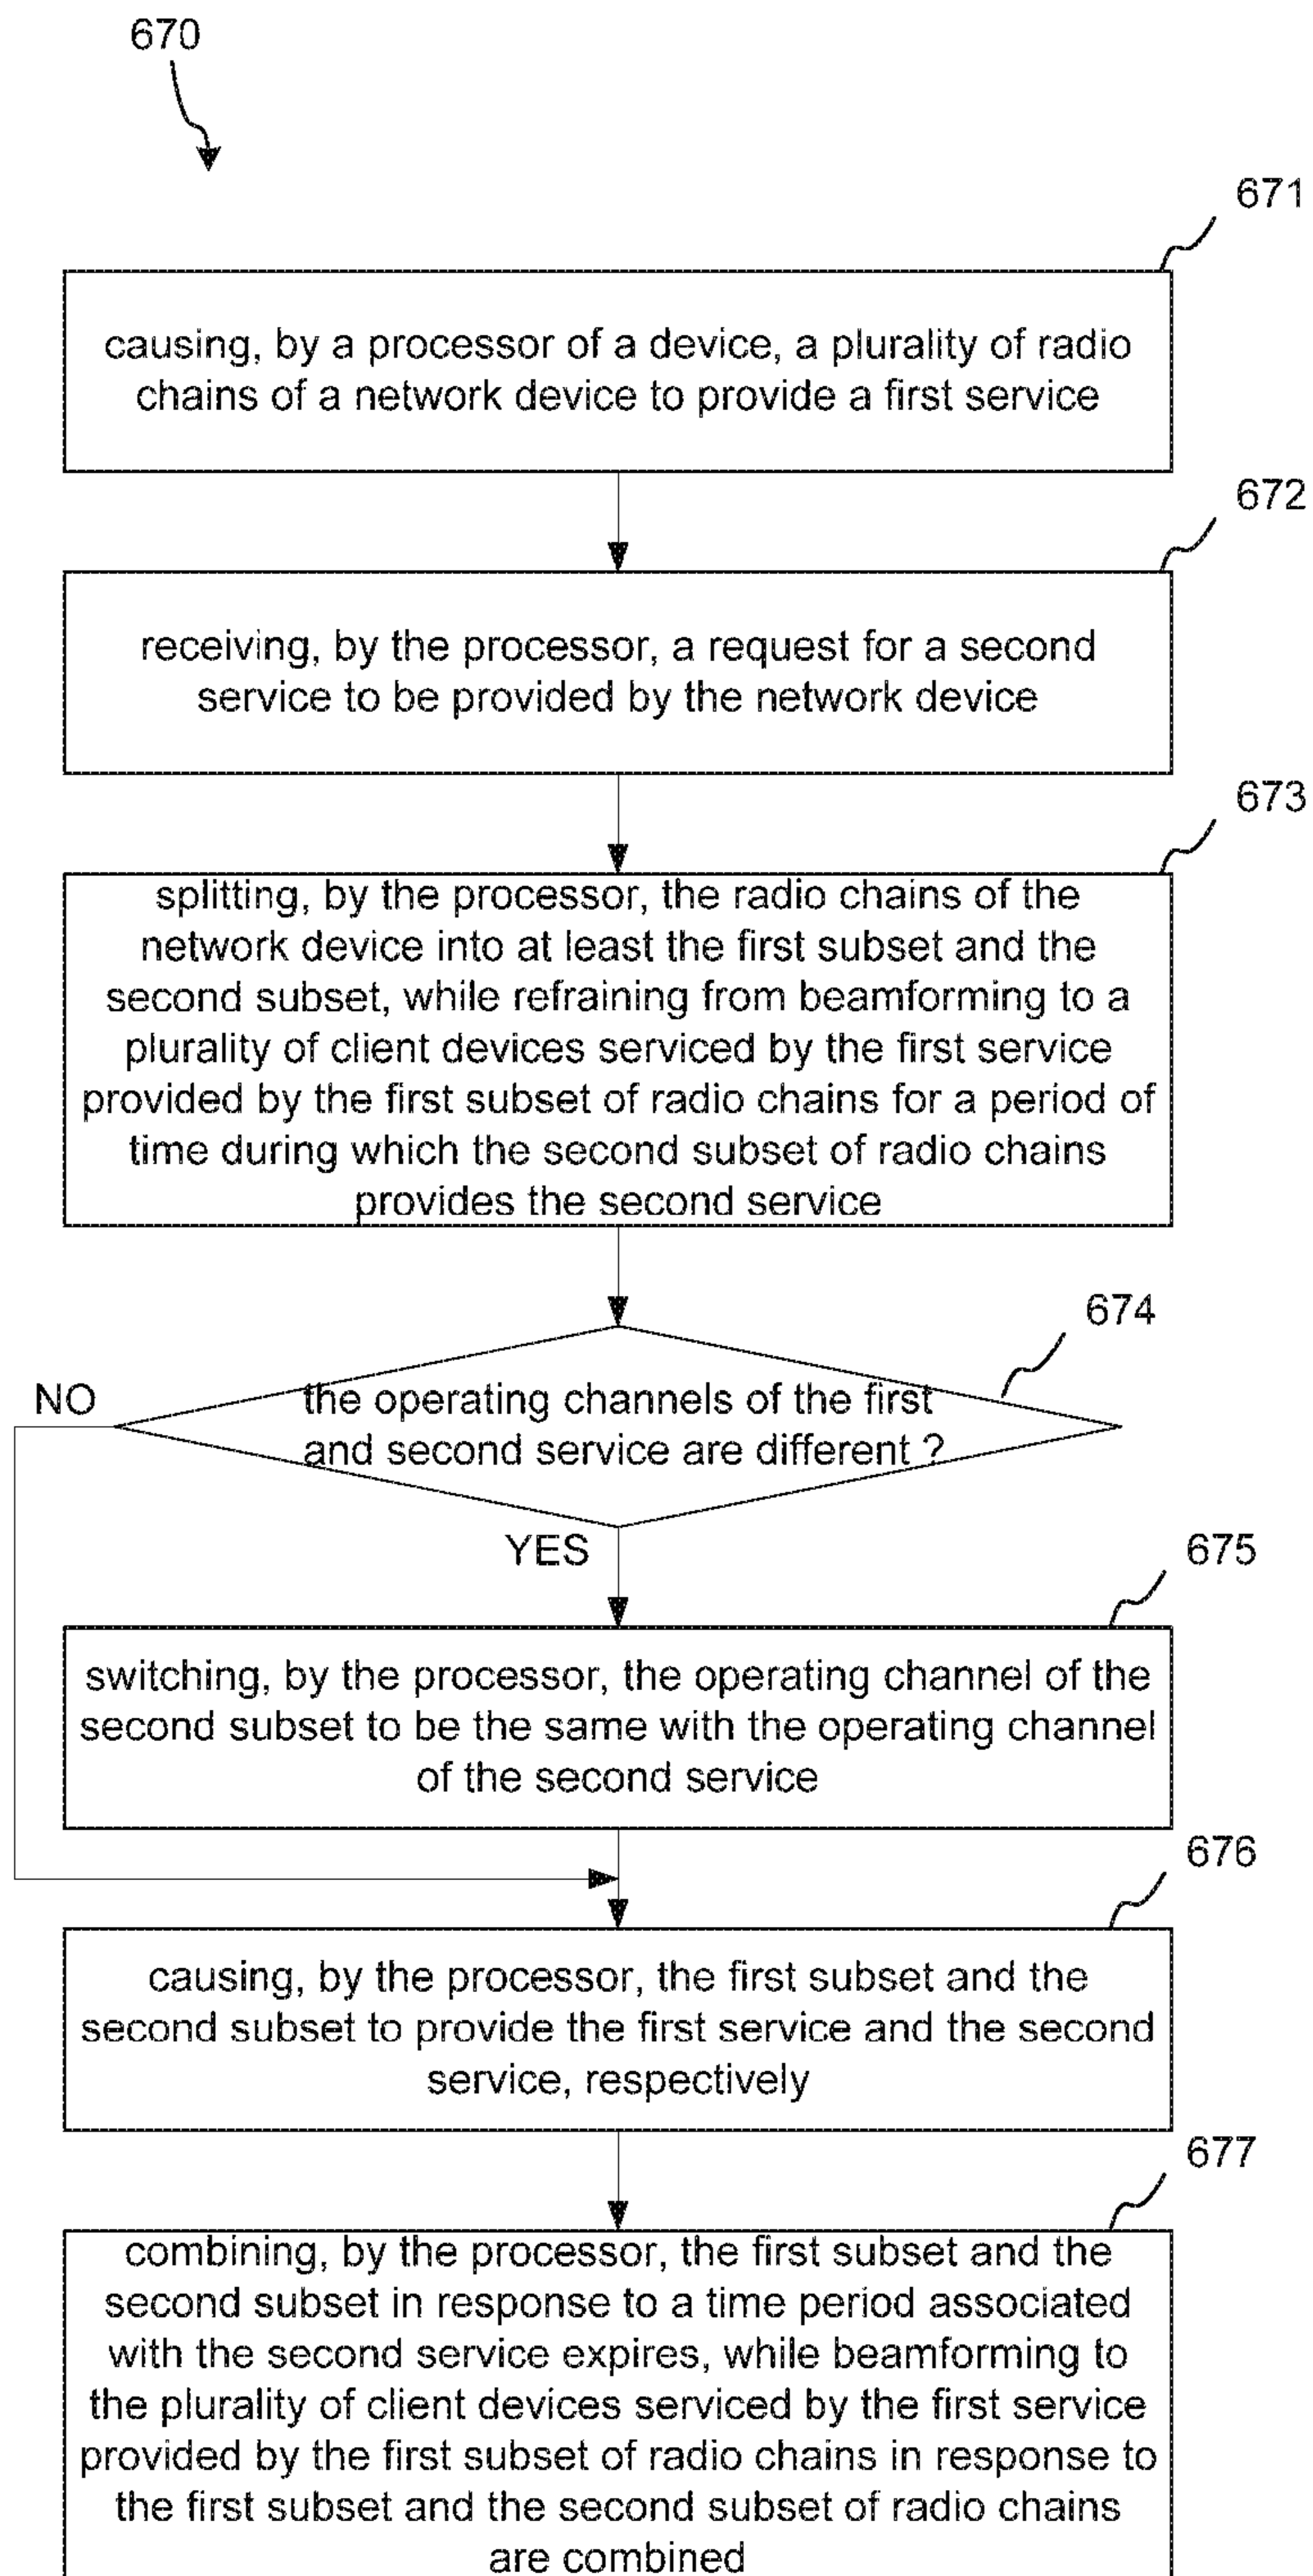 670
671
causing, by a processor of a device, a plurality of radio
chains of a network device to provide a first service
672
receiving, by the processor, a request for a second
service to be provided by the network device
673
splitting, by the processor, the radio chains of the
network device into at least the first subset and the
second subset, while refraining from beamforming to a
plurality of client devices serviced by the first service
provided by the first subset of radio chains for a period of
time during which the second subset of radio chains
provides the second service
674
NO
the operating channels of the first
and second service are different ?
YES
675
switching, by the processor, the operating channel of the
second subset to be the same with the operating channel
of the second service
676
causing, by the processor, the first subset and the
second subset to provide the first service and the second
service, respectively
677
combining, by the processor, the first subset and the
second subset in response to a time period associated
with the second service expires, while beamforming to
the plurality of client devices serviced by the first service
provided by the first subset of radio chains in response to
the first subset and the second subset of radio chains
are combined